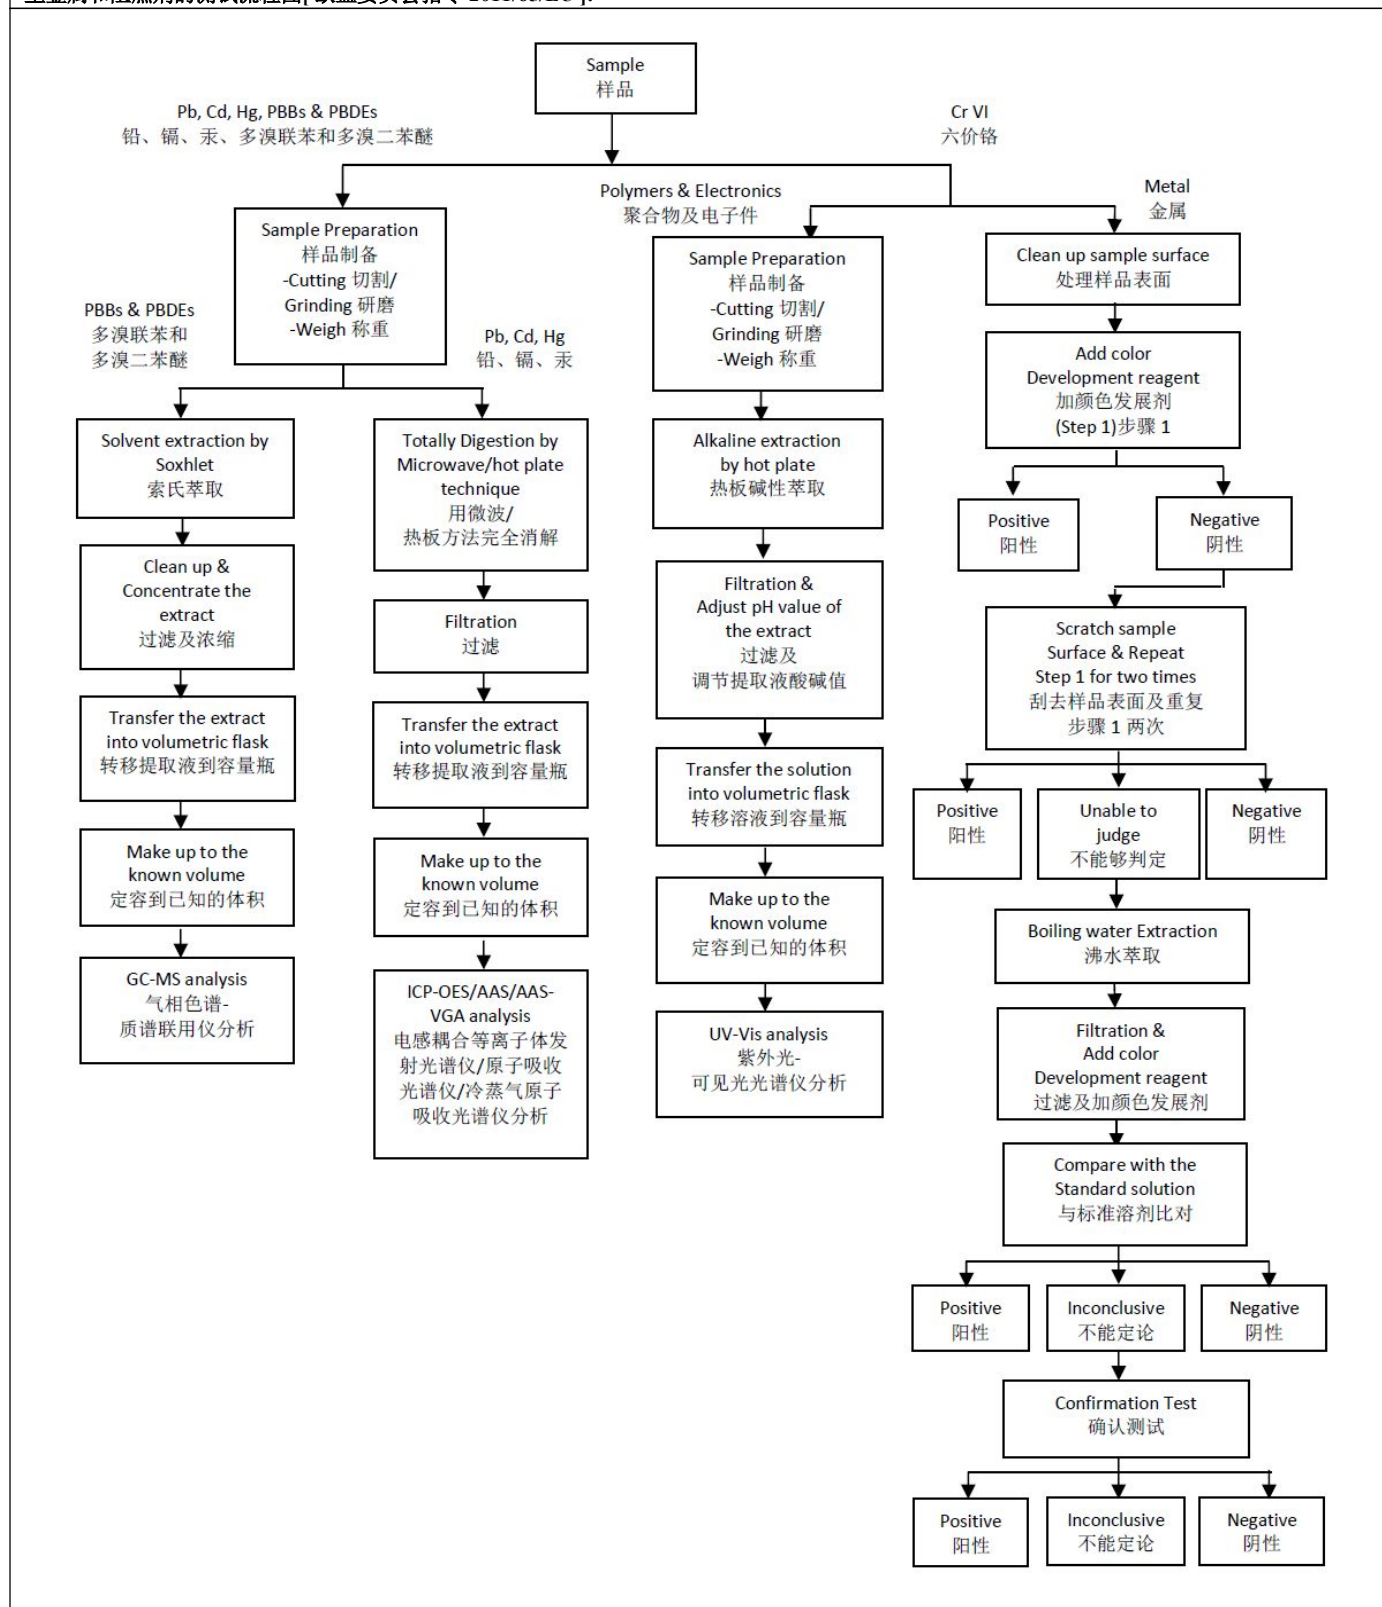 2011/65/EU
Sample
样品
Pb, Cd, Hg, PBBs & PBDEs
铅、镉、汞、多溴联苯和多溴二苯醚
Cr VI
六价铬
Polymers & Electronics
聚合物及电子件
Metal
金属
Sample Preparation
样品制备
-Cutting 切割/
Grinding 研磨
-Weigh 称重
PBBs & PBDEs
多溴联苯和
多溴二苯醚
Pb, Cd, Hg
铅、镉、汞
Solvent extraction by
Soxhlet
索氏萃取
Clean up &
Concentrate the
extract
过滤及浓缩
Transfer the extract
into volumetric flask
转移提取液到容量瓶
Make up to the
known volume
定容到已知的体积
GC-MS analysis
气相色谱-
质谱联用仪分析
Totally Digestion by
Microwave/hot plate
technique
用微波/
热板方法完全消解
Filtration
过滤
Transfer the extract
into volumetric flask
转移提取液到容量瓶
Make up to the
known volume
定容到已知的体积
ICP-OES/AAS/AAS-
VGA analysis
电感耦合等离子体发
射光谱仪/原子吸收
光谱仪/冷蒸气原子
吸收光谱仪分析
Sample Preparation
样品制备
-Cutting 切割/
Grinding 研磨
-Weigh 称重
Alkaline extraction
by hot plate
热板碱性萃取
Filtration &
Adjust pH value of
the extract
过滤及
调节提取液酸碱值
Transfer the solution
into volumetric flask
转移溶液到容量瓶
Make up to the
known volume
定容到已知的体积
UV-Vis analysis
紫外光-
可见光光谱仪分析
Clean up sample surface
处理样品表面
Add color
Development reagent
加颜色发展剂
(Step 1)步骤 1
Positive
阳性
Negative
阴性
Scratch sample
Surface & Repeat
Step 1 for two times
刮去样品表面及重复
步骤 1 两次
Positive
阳性
Unable to
judge
不能够判定
Negative
阴性
Boiling water Extraction
沸水萃取
Filtration &
Add color
Development reagent
过滤及加颜色发展剂
Compare with the
Standard solution
与标准溶剂比对
Positive
阳性
Inconclusive
不能定论
Negative
阴性
Confirmation Test
确认测试
Positive
阳性
Inconclusive
不能定论
Negative
阴性